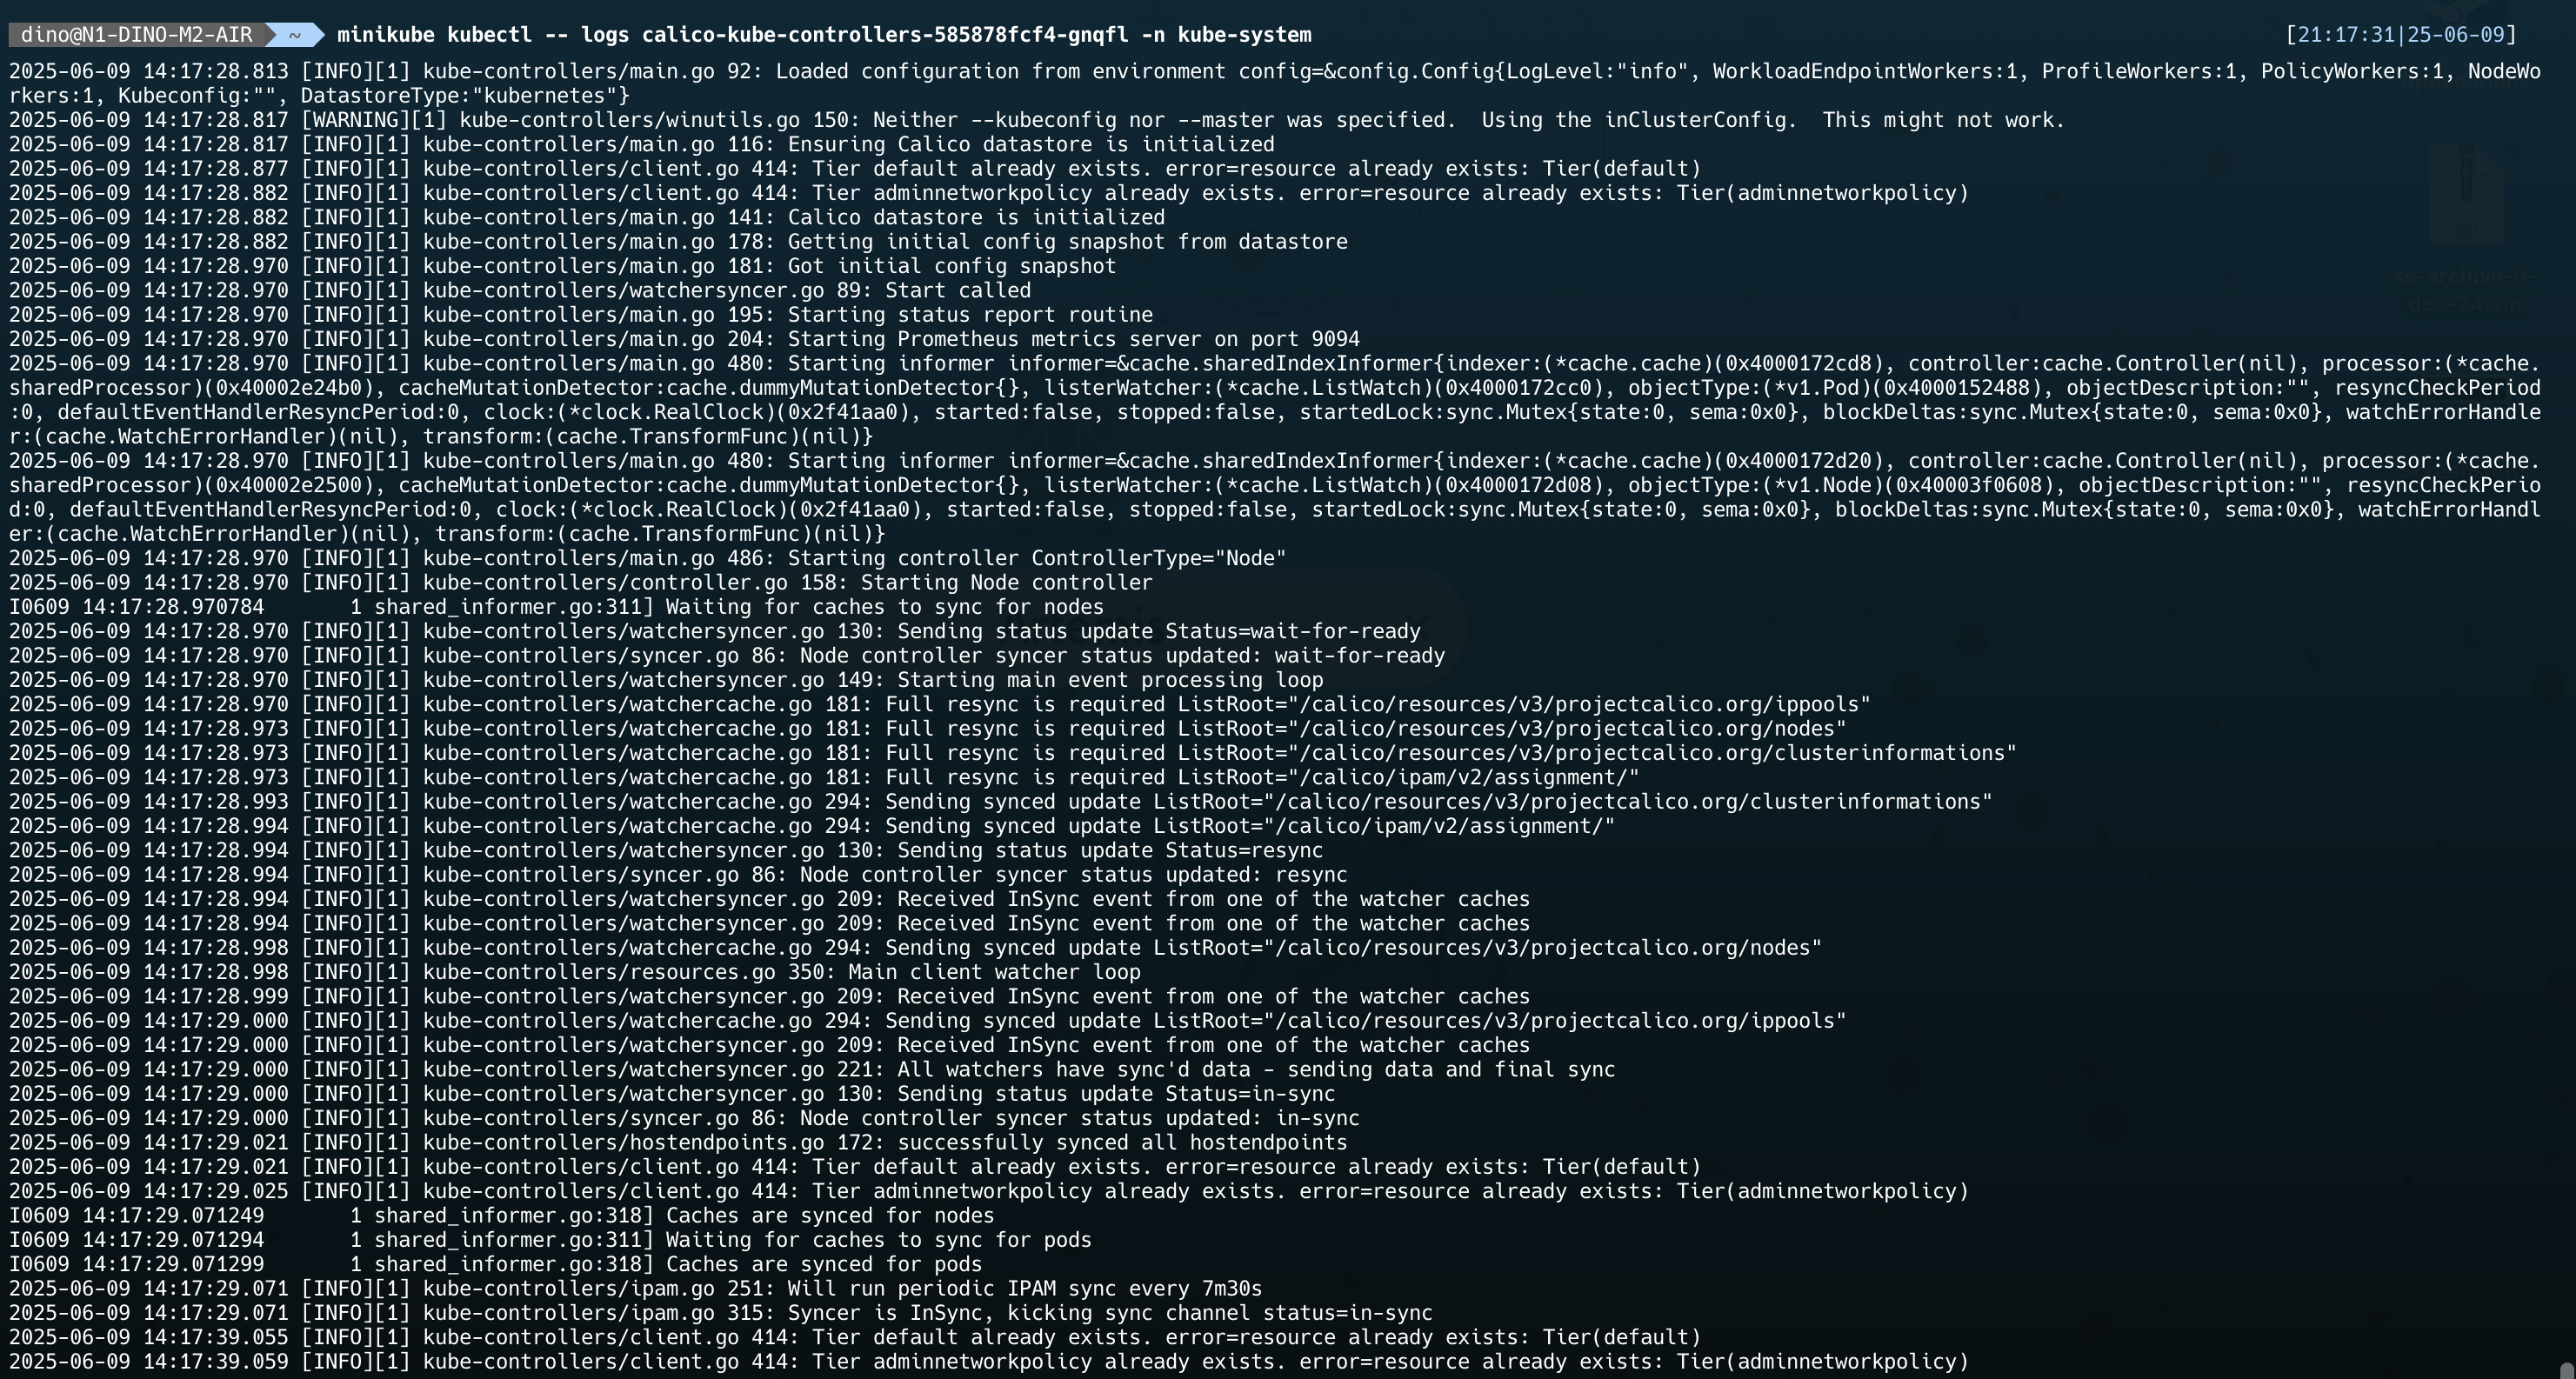 dino@N1-DINO-M2-AIR ~ minikube kubectl -- logs calico-kube-controllers-585878fcf4-gnqfl -n kube-system [21:17:31|25-06-09]
2025-06-09 14:17:28.813 [INFO][1] kube-controllers/main.go 92: Loaded configuration from environment config=&config.Config{LogLevel:"info", WorkloadEndpointWorkers:1, ProfileWorkers:1, PolicyWorkers:1, NodeWo
rkers:1, Kubeconfig:"", DatastoreType:"kubernetes"}
2025-06-09 14:17:28.817 [WARNING][1] kube-controllers/winutils.go 150: Neither --kubeconfig nor --master was specified.  Using the inClusterConfig.  This might not work.
2025-06-09 14:17:28.817 [INFO][1] kube-controllers/main.go 116: Ensuring Calico datastore is initialized
2025-06-09 14:17:28.877 [INFO][1] kube-controllers/client.go 414: Tier default already exists. error=resource already exists: Tier(default)
2025-06-09 14:17:28.882 [INFO][1] kube-controllers/client.go 414: Tier adminnetworkpolicy already exists. error=resource already exists: Tier(adminnetworkpolicy)
2025-06-09 14:17:28.882 [INFO][1] kube-controllers/main.go 141: Calico datastore is initialized
2025-06-09 14:17:28.882 [INFO][1] kube-controllers/main.go 178: Getting initial config snapshot from datastore
2025-06-09 14:17:28.970 [INFO][1] kube-controllers/main.go 181: Got initial config snapshot
2025-06-09 14:17:28.970 [INFO][1] kube-controllers/watchersyncer.go 89: Start called
2025-06-09 14:17:28.970 [INFO][1] kube-controllers/main.go 195: Starting status report routine
2025-06-09 14:17:28.970 [INFO][1] kube-controllers/main.go 204: Starting Prometheus metrics server on port 9094
2025-06-09 14:17:28.970 [INFO][1] kube-controllers/main.go 480: Starting informer informer=&cache.sharedIndexInformer{indexer:(*cache.cache)(0x4000172cd8), controller:cache.Controller(nil), processor:(*cache.
sharedProcessor)(0x40002e24b0), cacheMutationDetector:cache.dummyMutationDetector{}, listerWatcher:(*cache.ListWatch)(0x4000172cc0), objectType:(*v1.Pod)(0x4000152488), objectDescription:"", resyncCheckPeriod
:0, defaultEventHandlerResyncPeriod:0, clock:(*clock.RealClock)(0x2f41aa0), started:false, stopped:false, startedLock:sync.Mutex{state:0, sema:0x0}, blockDeltas:sync.Mutex{state:0, sema:0x0}, watchErrorHandle
r:(cache.WatchErrorHandler)(nil), transform:(cache.TransformFunc)(nil)}
2025-06-09 14:17:28.970 [INFO][1] kube-controllers/main.go 480: Starting informer informer=&cache.sharedIndexInformer{indexer:(*cache.cache)(0x4000172d20), controller:cache.Controller(nil), processor:(*cache.
sharedProcessor)(0x40002e2500), cacheMutationDetector:cache.dummyMutationDetector{}, listerWatcher:(*cache.ListWatch)(0x4000172d08), objectType:(*v1.Node)(0x40003f0608), objectDescription:"", resyncCheckPerio
d:0, defaultEventHandlerResyncPeriod:0, clock:(*clock.RealClock)(0x2f41aa0), started:false, stopped:false, startedLock:sync.Mutex{state:0, sema:0x0}, blockDeltas:sync.Mutex{state:0, sema:0x0}, watchErrorHandl
er:(cache.WatchErrorHandler)(nil), transform:(cache.TransformFunc)(nil)}
2025-06-09 14:17:28.970 [INFO][1] kube-controllers/main.go 486: Starting controller ControllerType="Node"
2025-06-09 14:17:28.970 [INFO][1] kube-controllers/controller.go 158: Starting Node controller
I0609 14:17:28.970784       1 shared_informer.go:311] Waiting for caches to sync for nodes
2025-06-09 14:17:28.970 [INFO][1] kube-controllers/watchersyncer.go 130: Sending status update Status=wait-for-ready
2025-06-09 14:17:28.970 [INFO][1] kube-controllers/syncer.go 86: Node controller syncer status updated: wait-for-ready
2025-06-09 14:17:28.970 [INFO][1] kube-controllers/watchersyncer.go 149: Starting main event processing loop
2025-06-09 14:17:28.970 [INFO][1] kube-controllers/watchercache.go 181: Full resync is required ListRoot="/calico/resources/v3/projectcalico.org/ippools"
2025-06-09 14:17:28.973 [INFO][1] kube-controllers/watchercache.go 181: Full resync is required ListRoot="/calico/resources/v3/projectcalico.org/nodes"
2025-06-09 14:17:28.973 [INFO][1] kube-controllers/watchercache.go 181: Full resync is required ListRoot="/calico/resources/v3/projectcalico.org/clusterinformations"
2025-06-09 14:17:28.973 [INFO][1] kube-controllers/watchercache.go 181: Full resync is required ListRoot="/calico/ipam/v2/assignment/"
2025-06-09 14:17:28.993 [INFO][1] kube-controllers/watchercache.go 294: Sending synced update ListRoot="/calico/resources/v3/projectcalico.org/clusterinformations"
2025-06-09 14:17:28.994 [INFO][1] kube-controllers/watchercache.go 294: Sending synced update ListRoot="/calico/ipam/v2/assignment/"
2025-06-09 14:17:28.994 [INFO][1] kube-controllers/watchersyncer.go 130: Sending status update Status=resync
2025-06-09 14:17:28.994 [INFO][1] kube-controllers/syncer.go 86: Node controller syncer status updated: resync
2025-06-09 14:17:28.994 [INFO][1] kube-controllers/watchersyncer.go 209: Received InSync event from one of the watcher caches
2025-06-09 14:17:28.994 [INFO][1] kube-controllers/watchersyncer.go 209: Received InSync event from one of the watcher caches
2025-06-09 14:17:28.998 [INFO][1] kube-controllers/watchercache.go 294: Sending synced update ListRoot="/calico/resources/v3/projectcalico.org/nodes"
2025-06-09 14:17:28.998 [INFO][1] kube-controllers/resources.go 350: Main client watcher loop
2025-06-09 14:17:28.999 [INFO][1] kube-controllers/watchersyncer.go 209: Received InSync event from one of the watcher caches
2025-06-09 14:17:29.000 [INFO][1] kube-controllers/watchercache.go 294: Sending synced update ListRoot="/calico/resources/v3/projectcalico.org/ippools"
2025-06-09 14:17:29.000 [INFO][1] kube-controllers/watchersyncer.go 209: Received InSync event from one of the watcher caches
2025-06-09 14:17:29.000 [INFO][1] kube-controllers/watchersyncer.go 221: All watchers have sync'd data - sending data and final sync
2025-06-09 14:17:29.000 [INFO][1] kube-controllers/watchersyncer.go 130: Sending status update Status=in-sync
2025-06-09 14:17:29.000 [INFO][1] kube-controllers/syncer.go 86: Node controller syncer status updated: in-sync
2025-06-09 14:17:29.021 [INFO][1] kube-controllers/hostendpoints.go 172: successfully synced all hostendpoints
2025-06-09 14:17:29.021 [INFO][1] kube-controllers/client.go 414: Tier default already exists. error=resource already exists: Tier(default)
2025-06-09 14:17:29.025 [INFO][1] kube-controllers/client.go 414: Tier adminnetworkpolicy already exists. error=resource already exists: Tier(adminnetworkpolicy)
I0609 14:17:29.071249       1 shared_informer.go:318] Caches are synced for nodes
I0609 14:17:29.071294       1 shared_informer.go:311] Waiting for caches to sync for pods
I0609 14:17:29.071299       1 shared_informer.go:318] Caches are synced for pods
2025-06-09 14:17:29.071 [INFO][1] kube-controllers/ipam.go 251: Will run periodic IPAM sync every 7m30s
2025-06-09 14:17:29.071 [INFO][1] kube-controllers/ipam.go 315: Syncer is InSync, kicking sync channel status=in-sync
2025-06-09 14:17:39.055 [INFO][1] kube-controllers/client.go 414: Tier default already exists. error=resource already exists: Tier(default)
2025-06-09 14:17:39.059 [INFO][1] kube-controllers/client.go 414: Tier adminnetworkpolicy already exists. error=resource already exists: Tier(adminnetworkpolicy)
ss-archive-9-
dec-24.zip